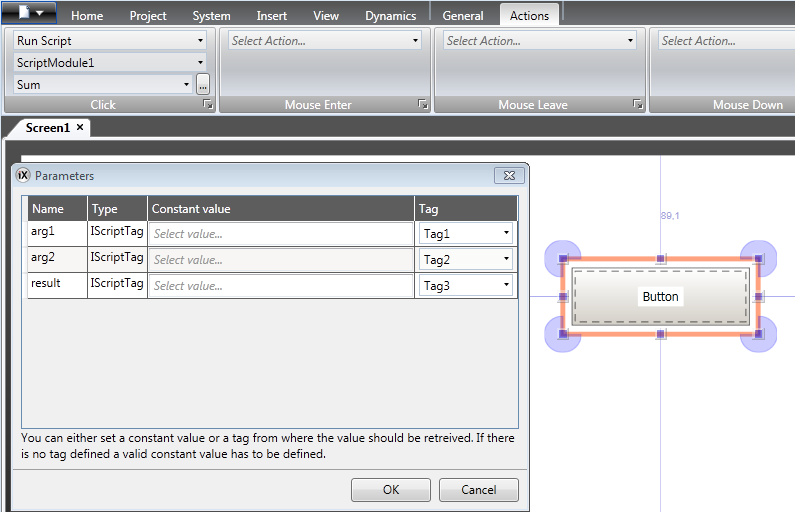 Home Project System Insert View Dynamics General Actions
Run Script
ScriptModule1
Sum
...
Click
Select Action...
Mouse Enter
Select Action...
Mouse Leave
Select Action...
Mouse Down
Screen1 ×
iX Parameters
Name Type Constant value Tag
arg1 IScriptTag Select value... Tag1
arg2 IScriptTag Select value... Tag2
result IScriptTag Select value... Tag3
You can either set a constant value or a tag from where the value should be retreived. If there
is no tag defined a valid constant value has to be defined.
OK Cancel
89,1
Button